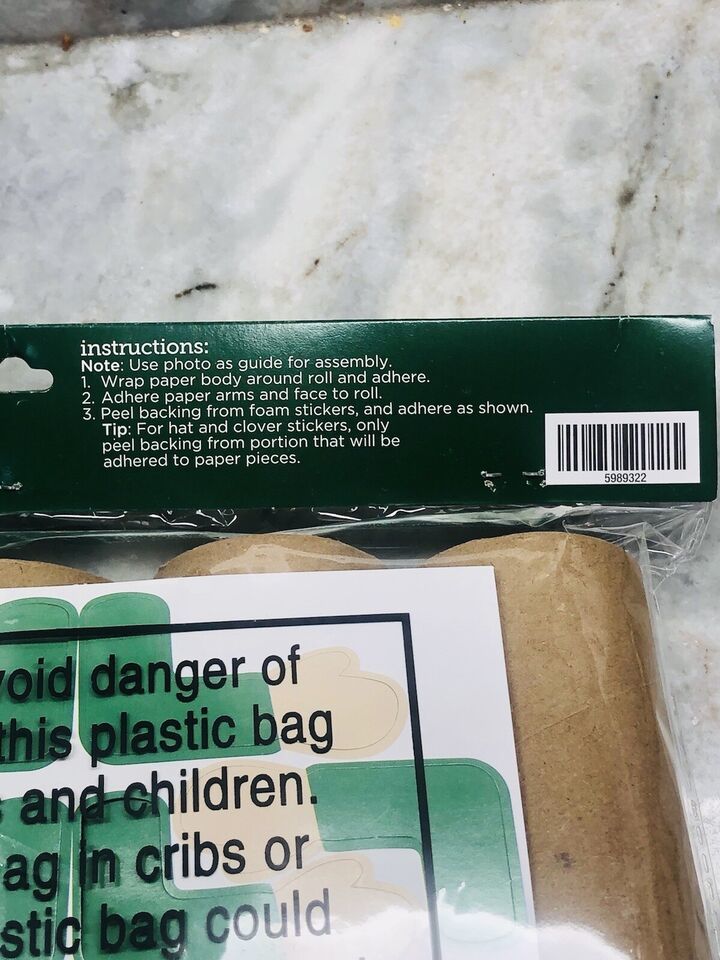 instructions:
Note: Use photo as guide for assembly.
1. Wrap paper body around roll and adhere.
2. Adhere paper arms and face to roll.
3. Peel backing from foam stickers, and adhere as shown.
Tip: For hat and clover stickers, only
peel backing from portion that will be
adhered to paper pieces.
5989322
void danger of
this plastic bag
and children.
ag in cribs or
stic bag could